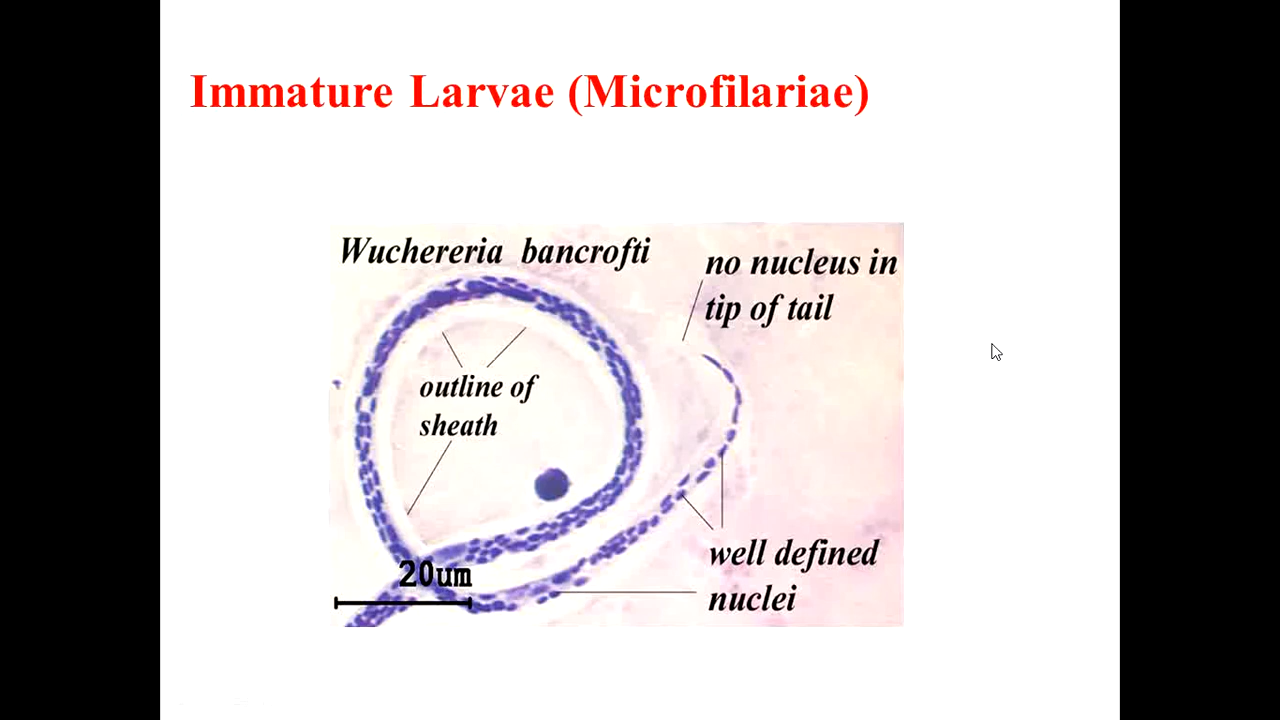 Immature Larvae (Microfilariae)
Wuchereria bancrofti
no nucleus in
tip of tail
outline of
sheath
well defined
nuclei
20um